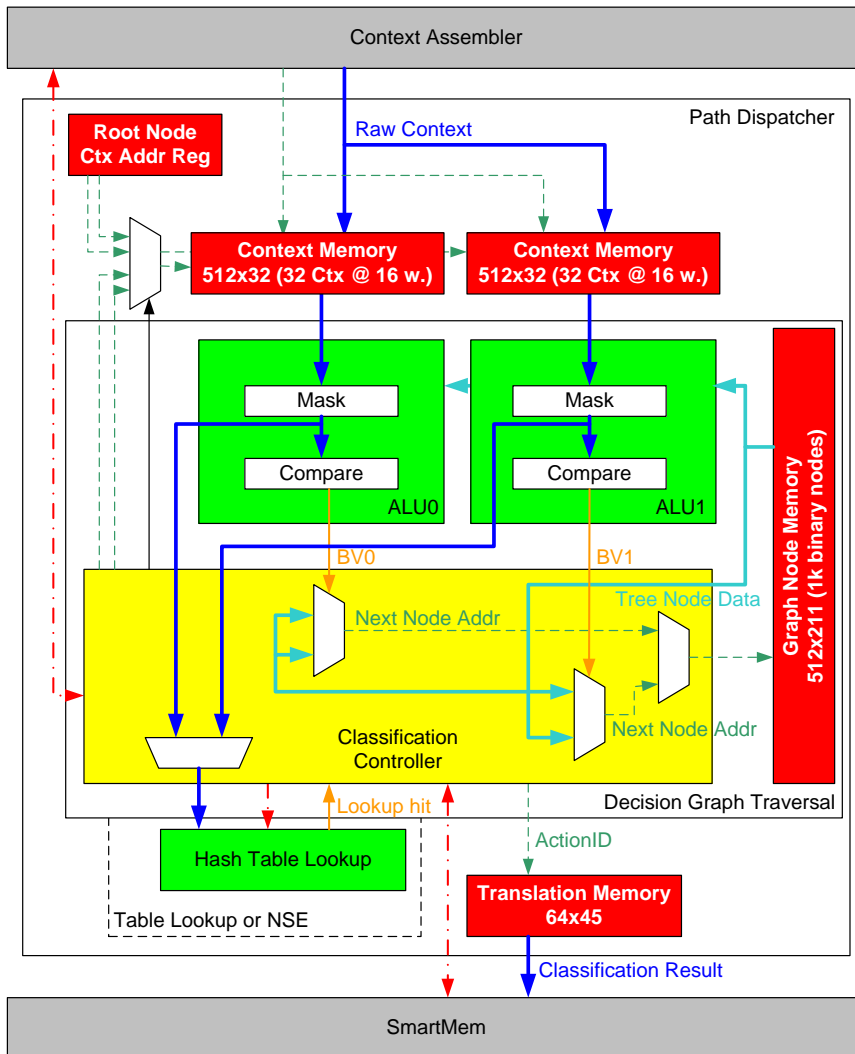 Context Assembler
Path Dispatcher
Root Node
Ctx Addr Reg
Raw Context
Context Memory
512x32 (32 Ctx @ 16 w.)
Context Memory
512x32 (32 Ctx @ 16 w.)
Mask
Compare
ALU0
Mask
Compare
ALU1
Graph Node Memory
512x211 (1k binary nodes)
BV0
BV1
Tree Node Data
Next Node Addr
Next Node Addr
Classification
Controller
Decision Graph Traversal
Lookup hit
Hash Table Lookup
Table Lookup or NSE
ActionID
Translation Memory
64x45
Classification Result
SmartMem